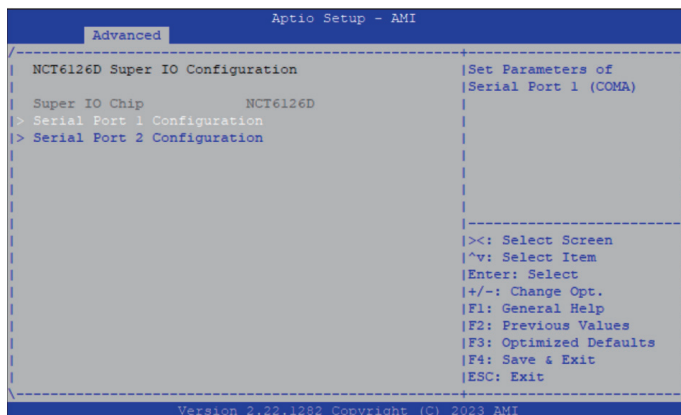 Aptio Setup - AMI
Advanced
NCT6126D Super IO Configuration
Super IO Chip NCT6126D
> Serial Port 1 Configuration
> Serial Port 2 Configuration
Set Parameters of
Serial Port 1 (COMA)
><: Select Screen
^v: Select Item
Enter: Select
+/-: Change Opt.
F1: General Help
F2: Previous Values
F3: Optimized Defaults
F4: Save & Exit
ESC: Exit
Version 2.22.1282 Copyright (C) 2023 AMI